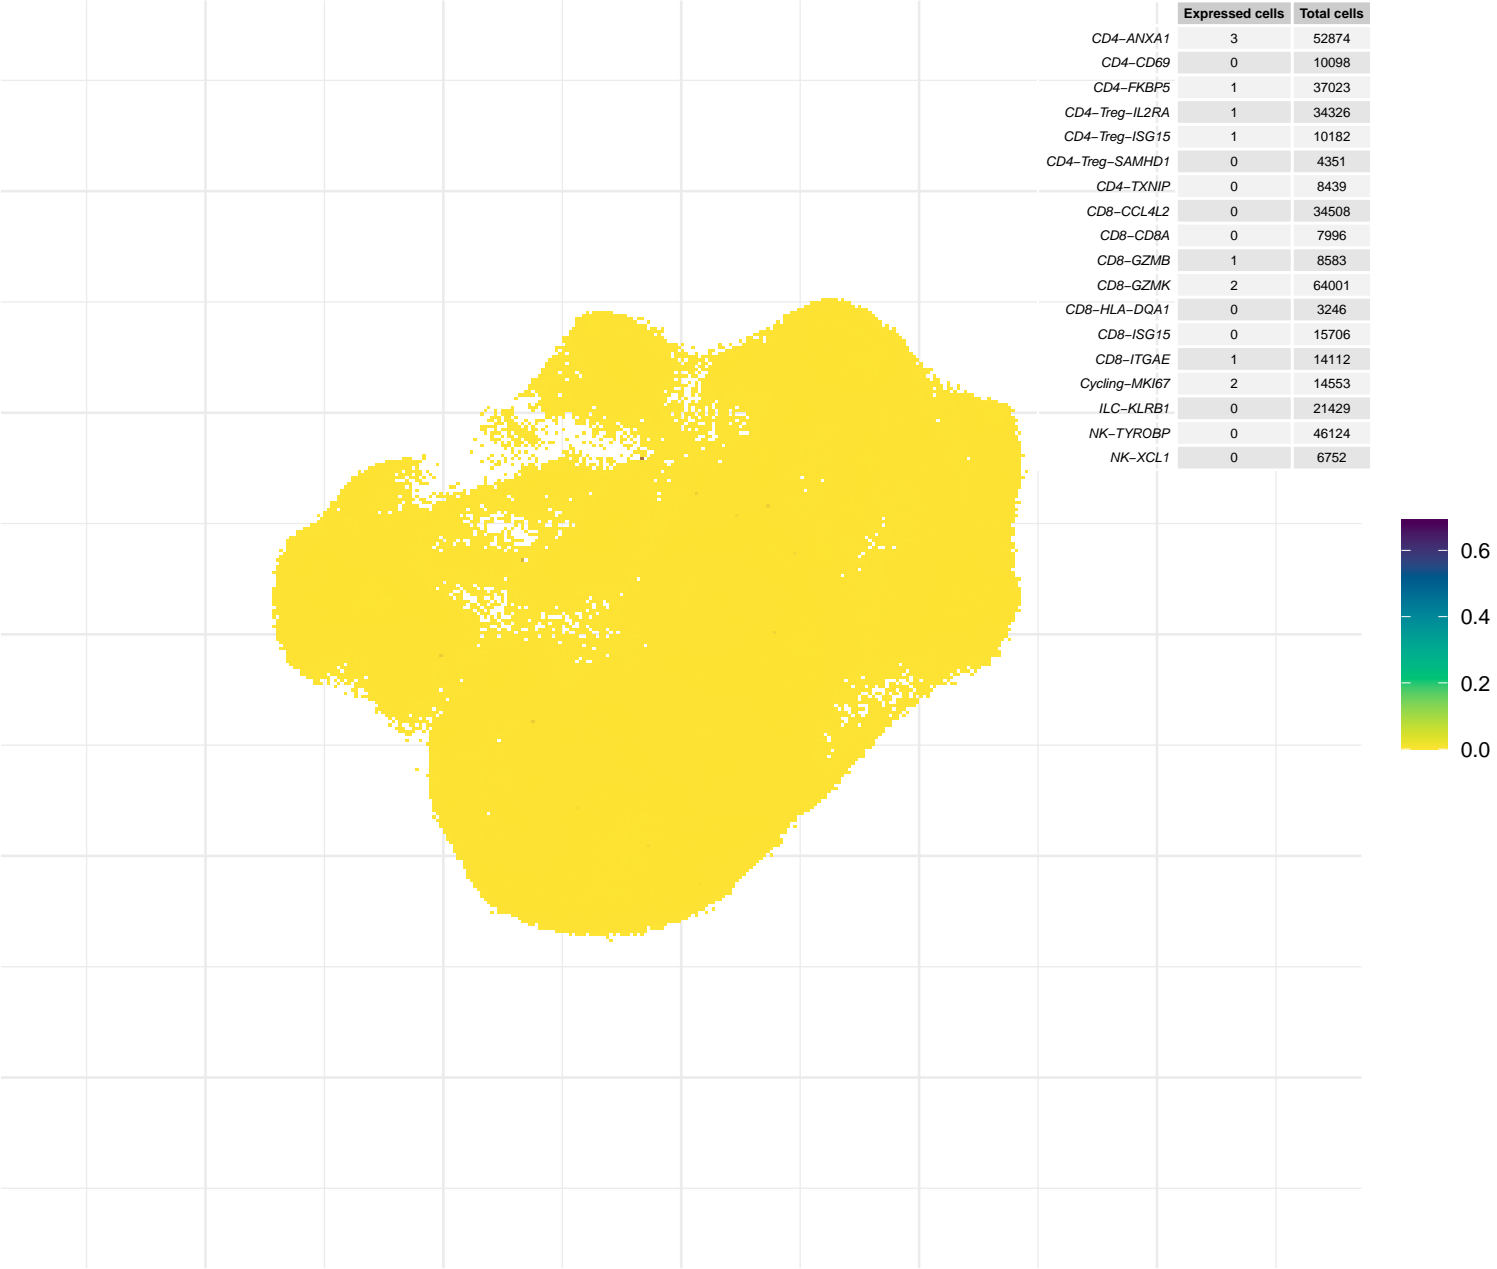 Expressed cells Total cells
CD4−ANXA1 3 52874
CD4−CD69 0 10098
CD4−FKBP5 1 37023
CD4−Treg−IL2RA 1 34326
CD4−Treg−ISG15 1 10182
CD4−Treg−SAMHD1 0 4351
CD4−TXNIP 0 8439
CD8−CCL4L2 0 34508
CD8−CD8A 0 7996
CD8−GZMB 1 8583
CD8−GZMK 2 64001
CD8−HLA−DQA1 0 3246
CD8−ISG15 0 15706
CD8−ITGAE 1 14112
Cycling−MKI67 2 14553
ILC−KLRB1 0 21429
NK−TYROBP 0 46124
NK−XCL1 0 6752
0.6
0.4
0.2
0.0